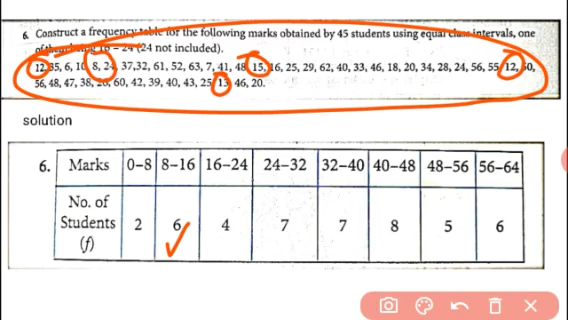 6. Construct a frequency table for the following marks obtained by 45 students using equal class intervals, one
16 – 24 (24 not included).
12, 35, 6, 10, 8, 24, 37,32, 61, 52, 63, 7, 41, 48, 15, 16, 25, 29, 62, 40, 33, 46, 18, 20, 34, 28, 24, 56, 55, 12, 50,
56, 48, 47, 38, 60, 42, 39, 40, 43, 25, 13, 46, 20.
solution
6. Marks 0–8 8–16 16–24 24–32 32–40 40–48 48–56 56–64
No. of
Students 2 6 4 7 7 8 5 6
(f)